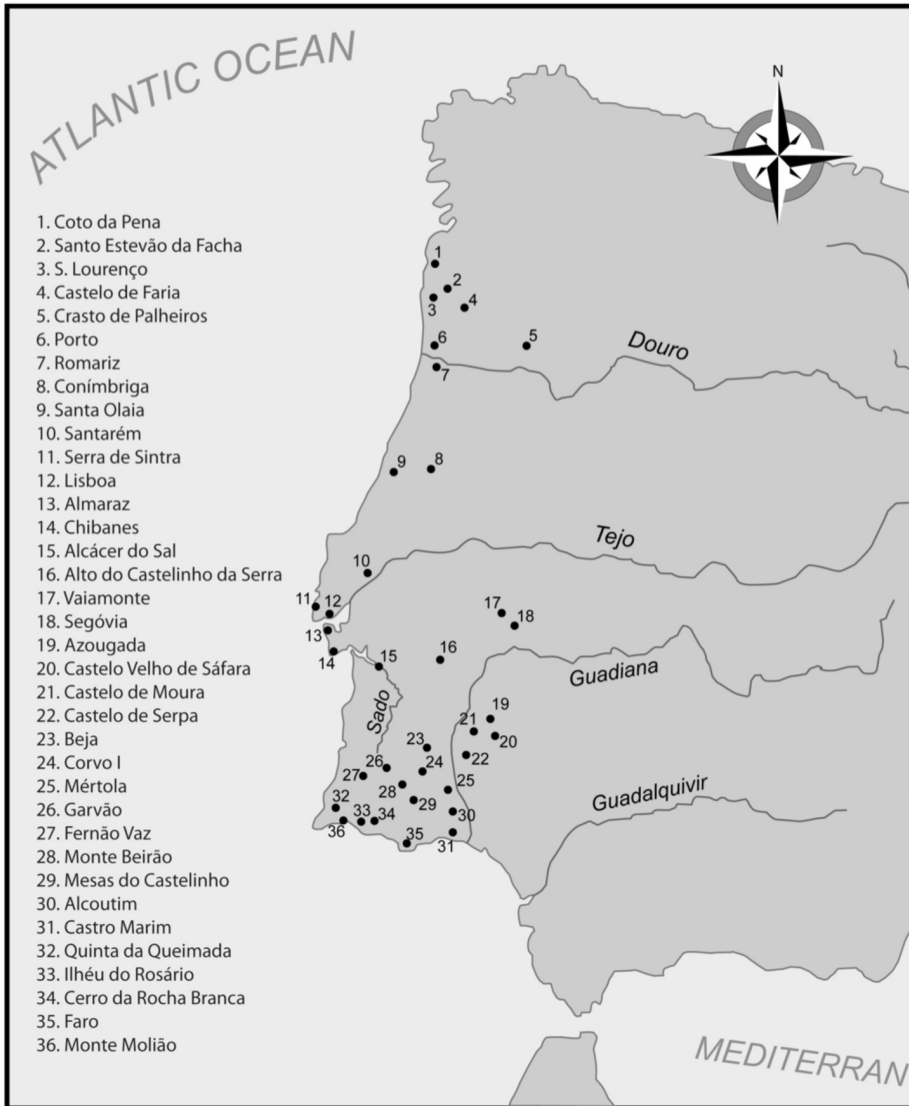 ATLANTIC OCEAN
N
1. Coto da Pena
2. Santo Estevão da Facha
3. S. Lourenço
4. Castelo de Faria
5. Crasto de Palheiros
6. Porto
7. Romariz
8. Conímbriga
9. Santa Olaia
10. Santarém
11. Serra de Sintra
12. Lisboa
13. Almaraz
14. Chibanes
15. Alcácer do Sal
16. Alto do Castelinho da Serra
17. Vaiamonte
18. Segóvia
19. Azougada
20. Castelo Velho de Sáfara
21. Castelo de Moura
22. Castelo de Serpa
23. Beja
24. Corvo I
25. Mértola
26. Garvão
27. Fernão Vaz
28. Monte Beirão
29. Mesas do Castelinho
30. Alcoutim
31. Castro Marim
32. Quinta da Queimada
33. Ilhéu do Rosário
34. Cerro da Rocha Branca
35. Faro
36. Monte Molião
1
2
3
4
5
6
7
Douro
8
9
Tejo
10
11
12
13
14
15
16
17
18
Guadiana
Sado
19
20
21
22
23
24
25
26
27
28
29
30
31
32
33
34
35
36
Guadalquivir
MEDITERRAN